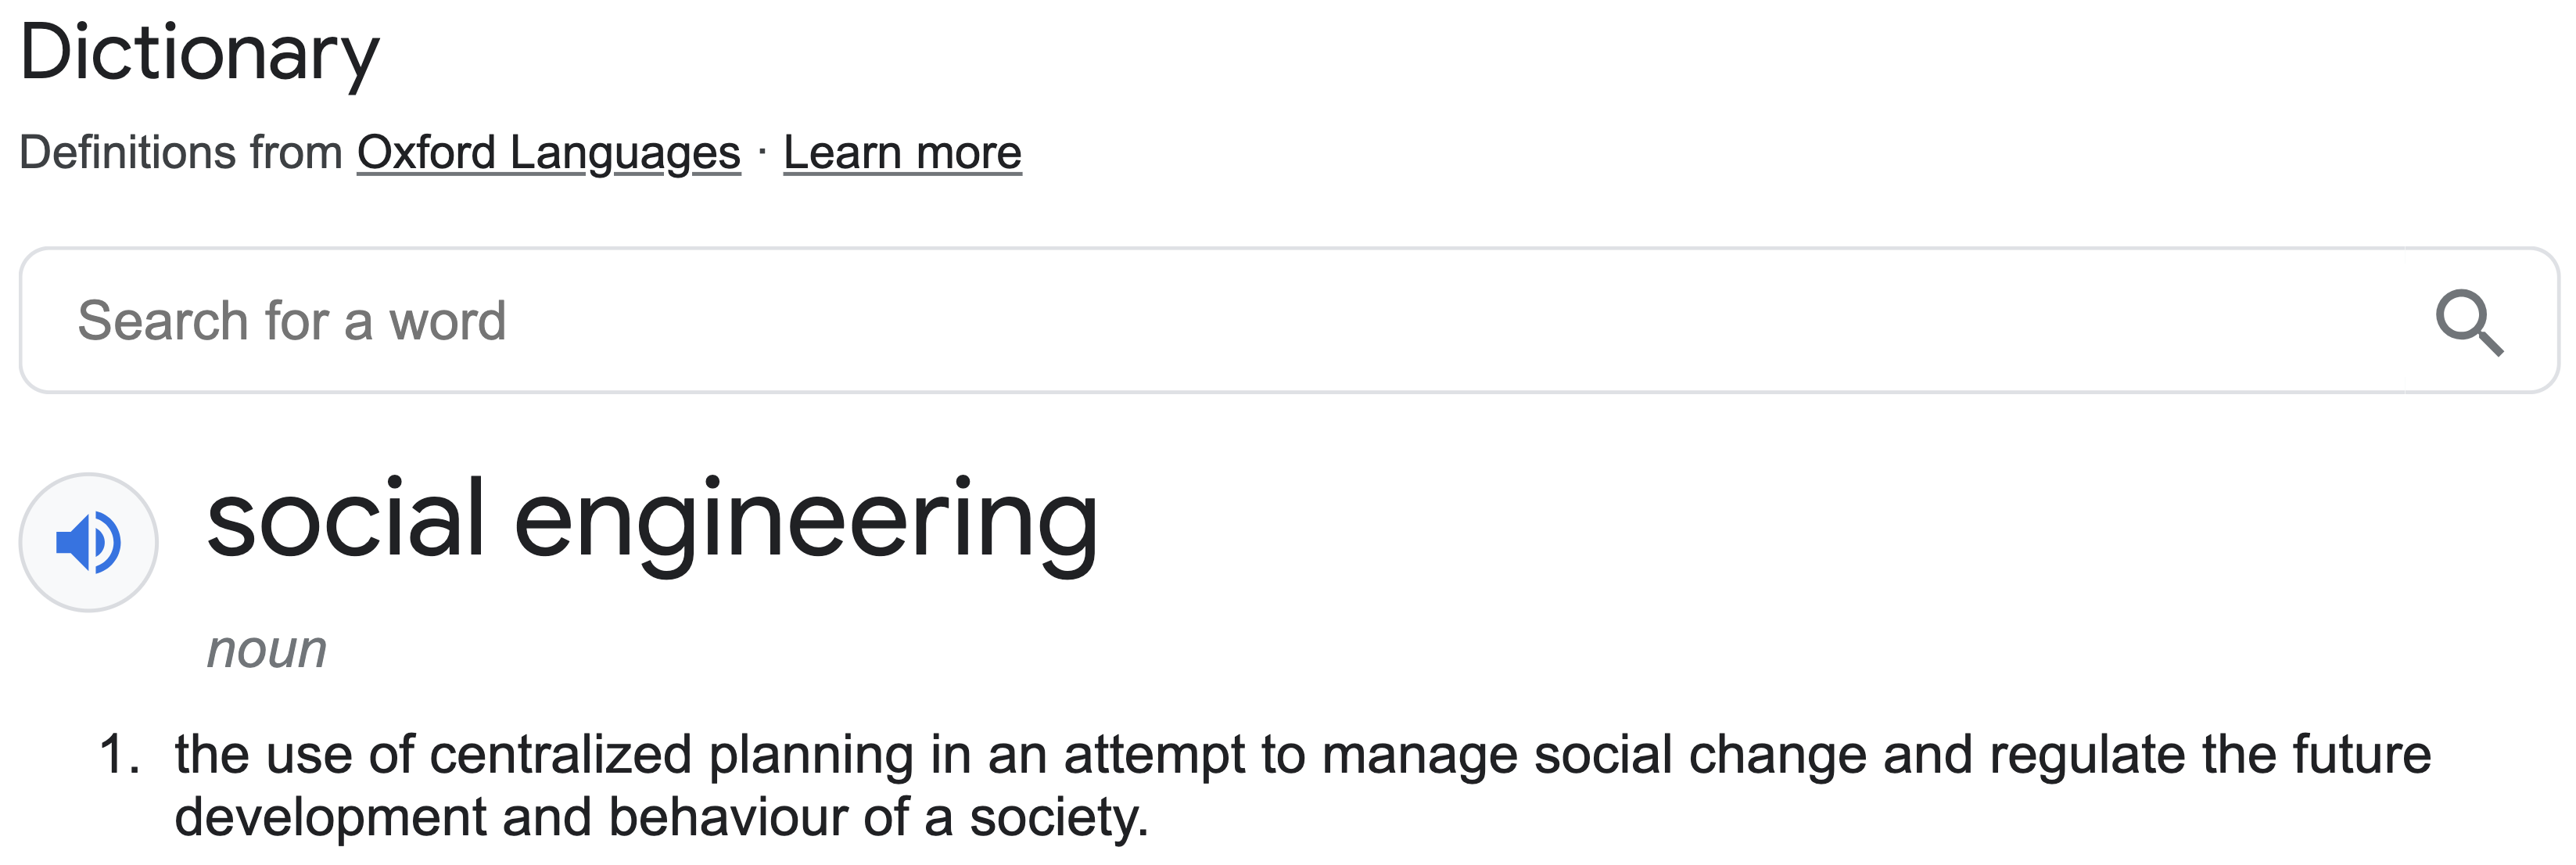 Dictionary
Definitions from Oxford Languages · Learn more
Search for a word
social engineering
noun
1. the use of centralized planning in an attempt to manage social change and regulate the future
development and behaviour of a society.